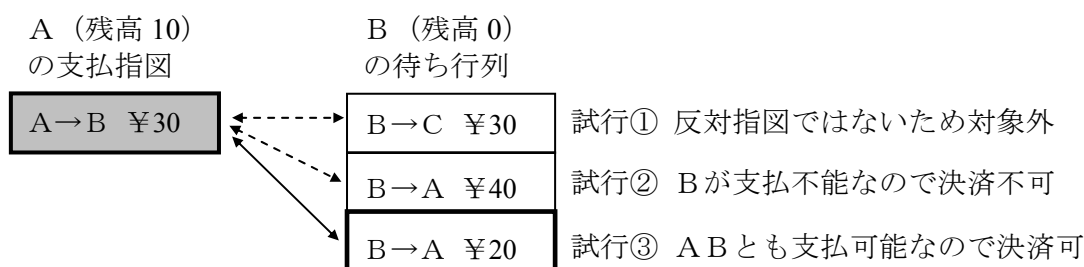 A（残高 10）
の支払指図
B（残高 0）
の待ち行列
A→B ￥30
B→C ￥30
試行① 反対指図ではないため対象外
B→A ￥40
試行② Bが支払不能なので決済不可
B→A ￥20
試行③ ABとも支払可能なので決済可